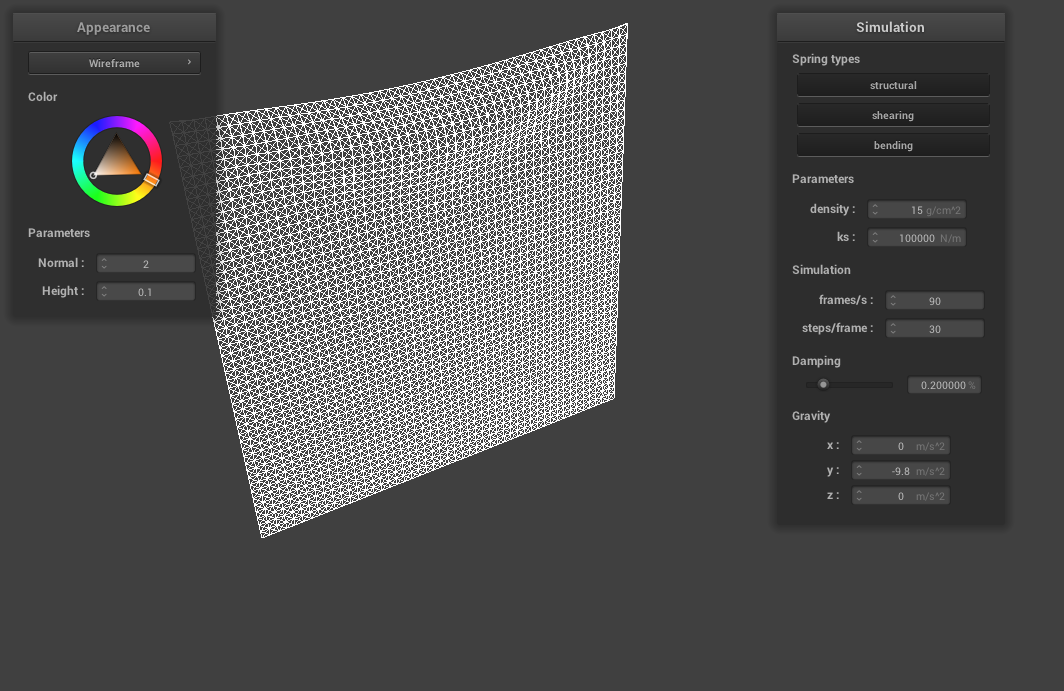 Appearance
Wireframe
Color
Parameters
Normal : 2
Height : 0.1
Simulation
Spring types
structural
shearing
bending
Parameters
density : 15 g/cm^2
ks : 100000 N/m
Simulation
frames/s : 90
steps/frame : 30
Damping
0.200000 %
Gravity
x : 0 m/s^2
y : -9.8 m/s^2
z : 0 m/s^2